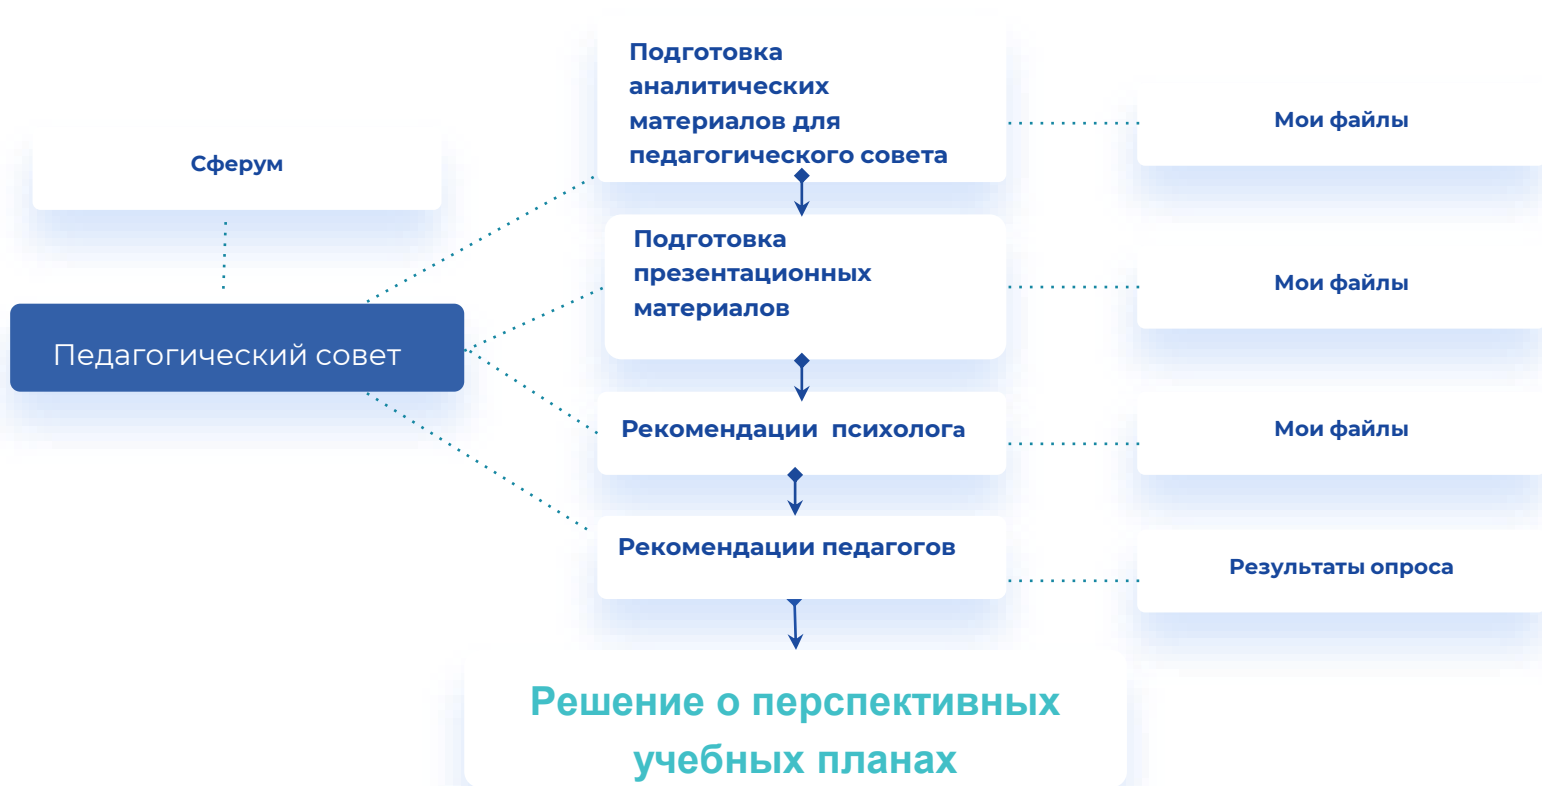 Сферум
Педагогический совет
Подготовка
аналитических
материалов для
педагогического совета
Мои файлы
Подготовка
презентационных
материалов
Мои файлы
Рекомендации психолога
Мои файлы
Рекомендации педагогов
Результаты опроса
Решение о перспективных
учебных планах